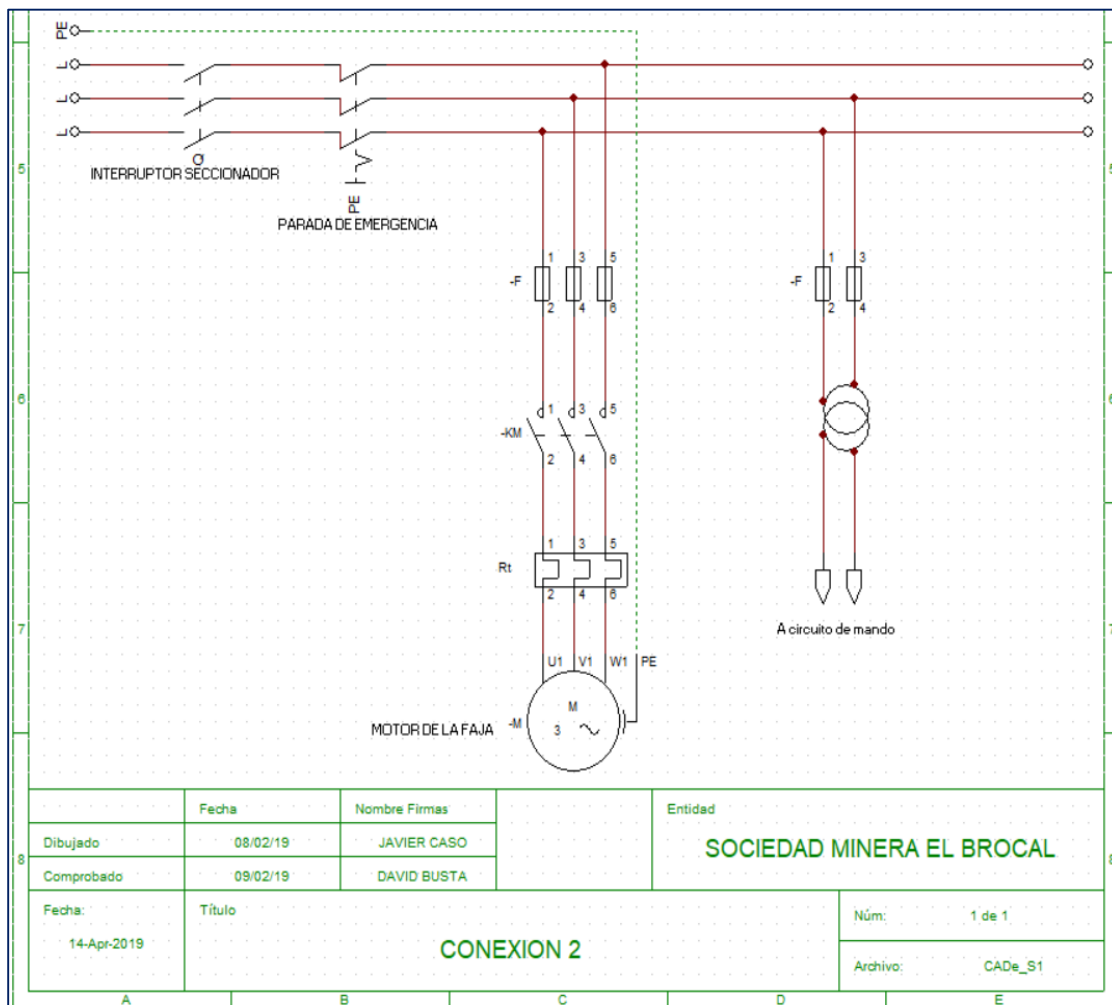 PE
L
L
L
Q
INTERRUPTOR SECCIONADOR
PE
PARADA DE EMERGENCIA
5
5
1 3 5
-F
2 4 6
1 3
-F
2 4
6
6
1 3 5
-KM
2 4 6
1 3 5
Rt
2 4 6
A circuito de mando
7
7
U1 V1 W1 PE
M
-M
3
MOTOR DE LA FAJA
Fecha
Nombre Firmas
Entidad
Dibujado
08/02/19
JAVIER CASO
SOCIEDAD MINERA EL BROCAL
8
8
Comprobado
09/02/19
DAVID BUSTA
Fecha:
Título
Núm:
1 de 1
14-Apr-2019
CONEXION 2
Archivo:
CADe_S1
A
B
C
D
E